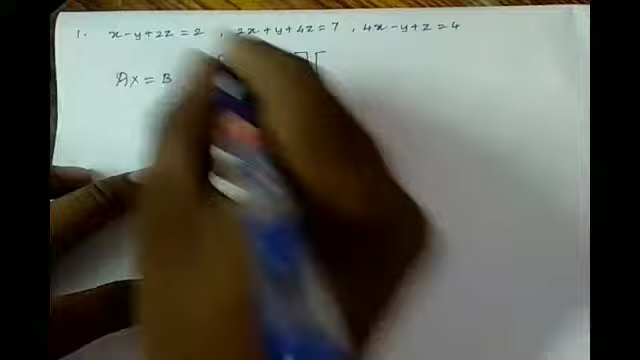 1. x-y+2z = 2 , 2x+y+4z = 7 , 4x-y+z = 4
AX = B